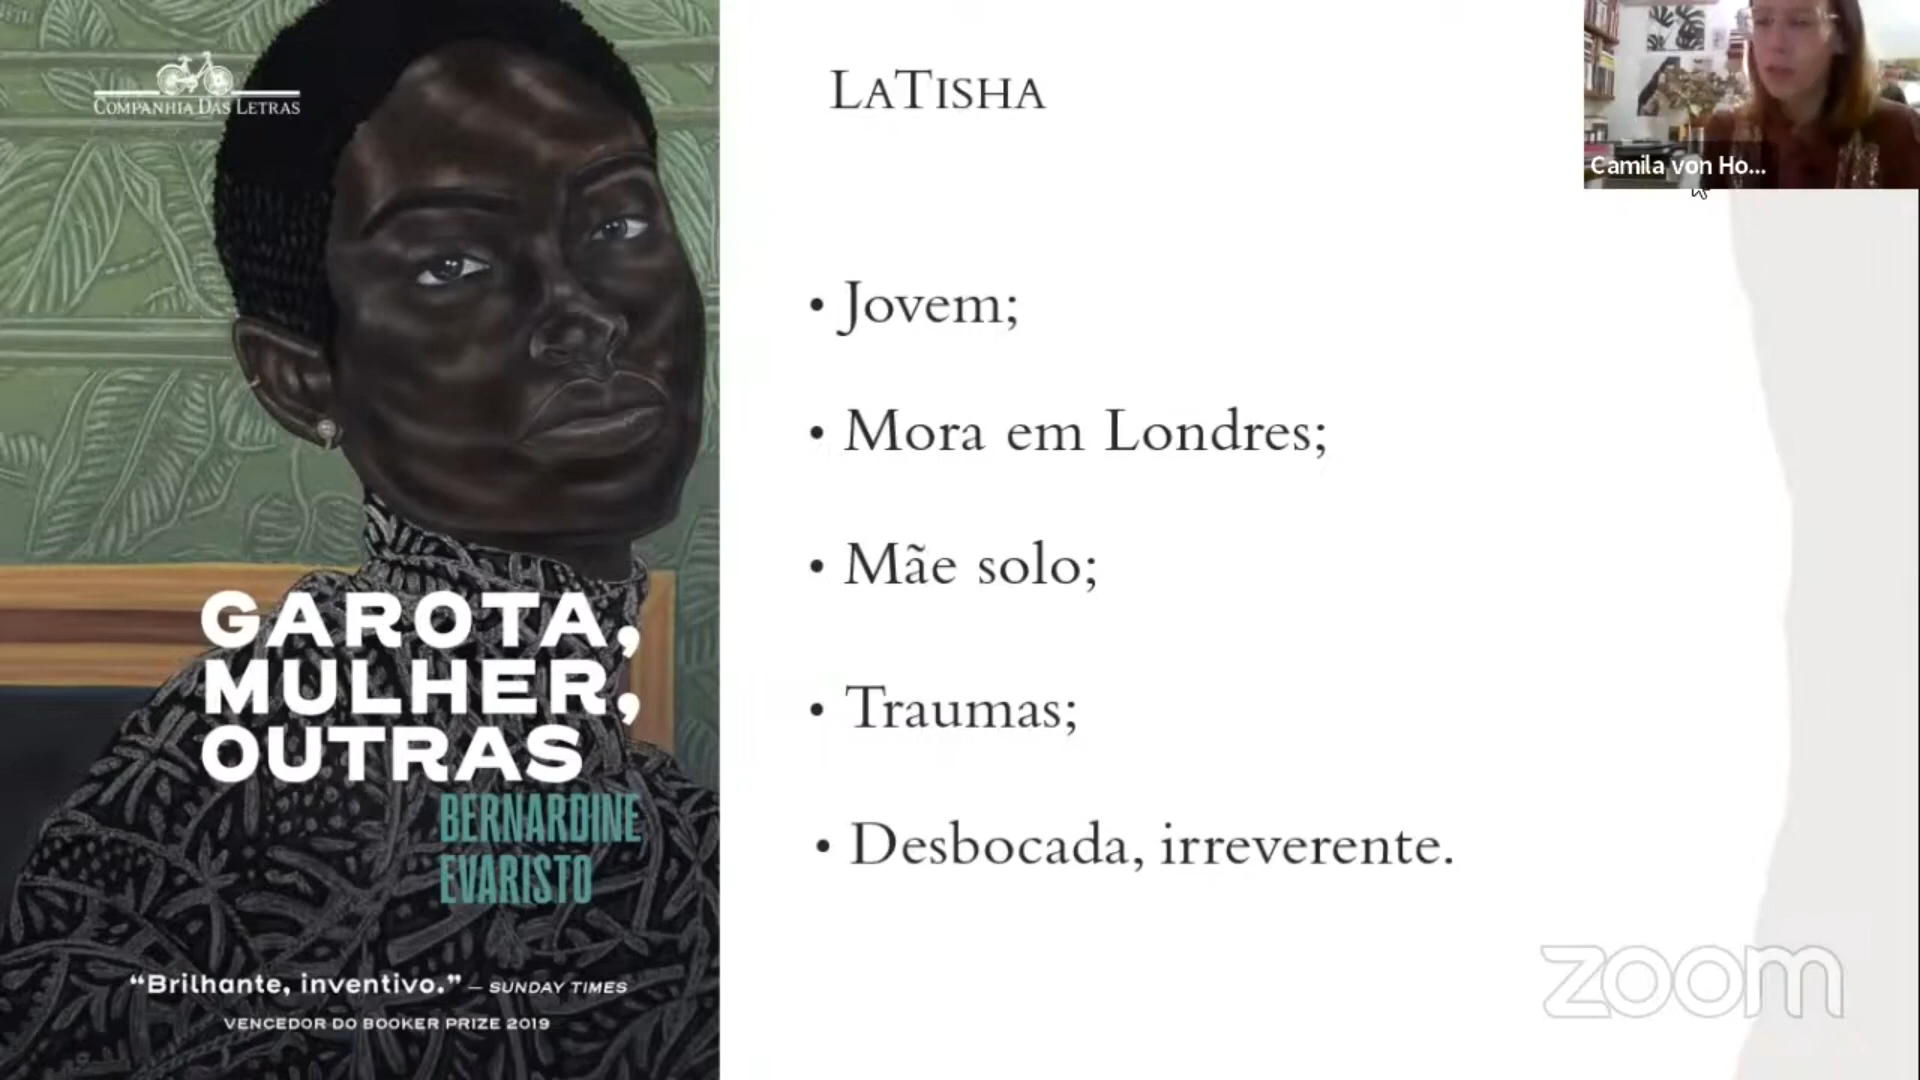 COMPANHIA DAS LETRAS
GAROTA,
MULHER,
OUTRAS
BERNARDINE
EVARISTO
“Brilhante, inventivo.” – SUNDAY TIMES
VENCEDOR DO BOOKER PRIZE 2019
LATISHA
• Jovem;
• Mora em Londres;
• Mãe solo;
• Traumas;
• Desbocada, irreverente.
Camila von Ho...
zoom